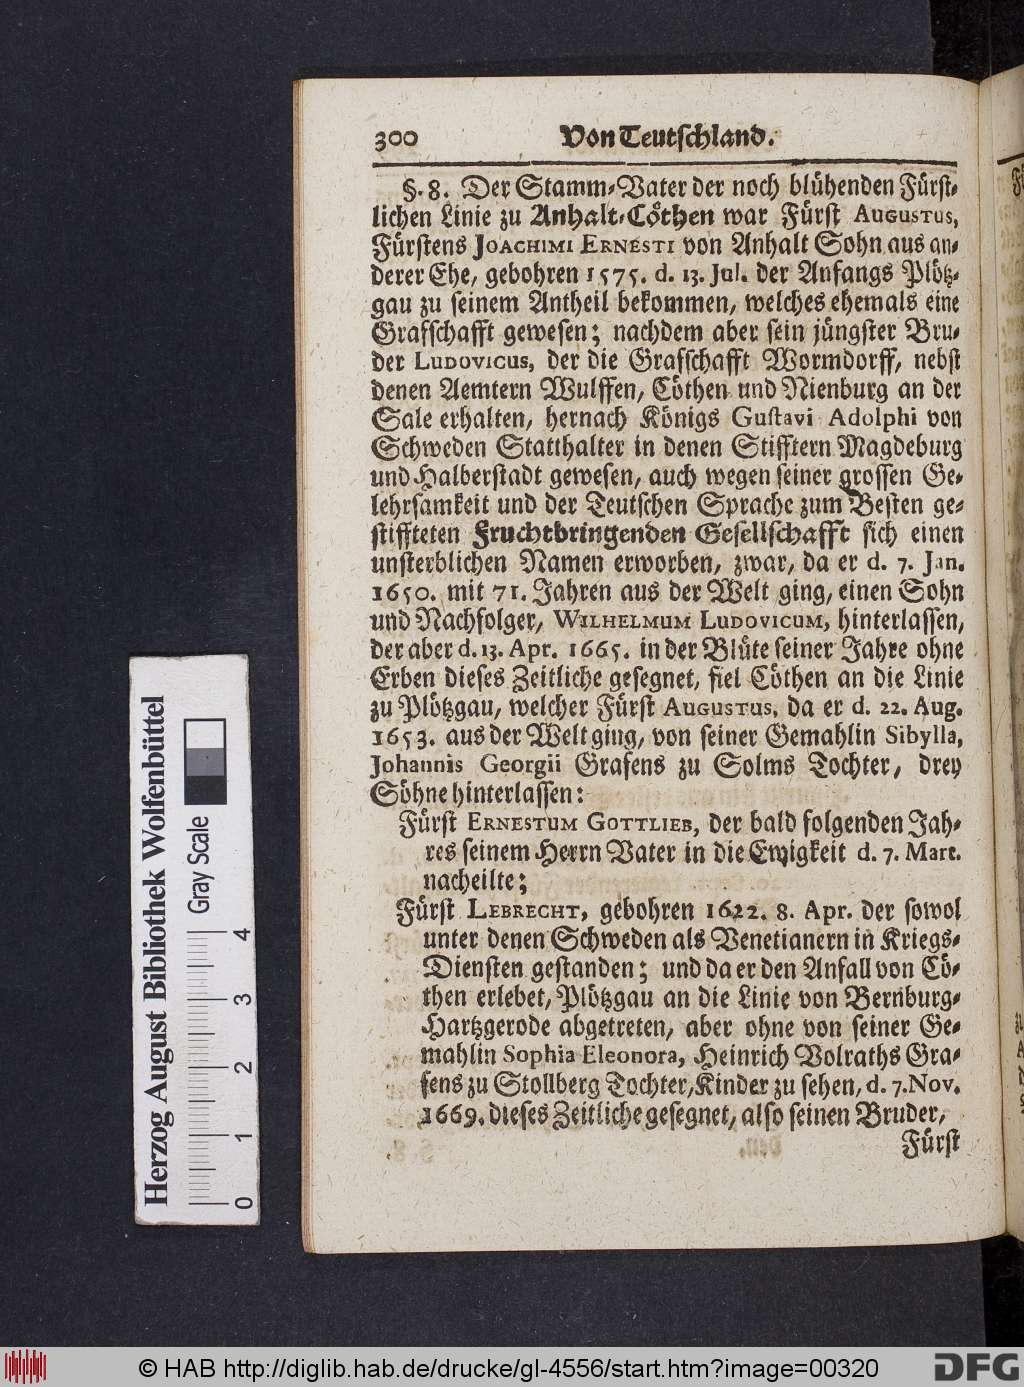 300 Von Teutschland.
§. 8. Der Stamm-Vater der noch blühenden Fürst-
lichen Linie zu Anhalt-Cöthen war Fürst AUGUSTUS,
Fürstens JOACHIMI ERNESTI von Anhalt Sohn aus an-
derer Ehe, gebohren 1575. d. 13. Jul. der Anfangs Plötz-
gau zu seinem Antheil bekommen, welches ehemals eine
Grafschafft gewesen; nachdem aber sein jüngster Bru-
der LUDOVICUS, der die Grafschafft Wormdorff, nebst
denen Aemtern Wulffen, Cöthen und Nienburg an der
Sale erhalten, hernach Königs Gustavi Adolphi von
Schweden Statthalter in denen Stifftern Magdeburg
und Halberstadt gewesen, auch wegen seiner grossen Ge-
lehrsamkeit und der Teutschen Sprache zum Besten ge-
stiffteten Fruchtbringenden Gesellschafft sich einen
unsterblichen Namen erworben, zwar, da er d. 7. Jan.
1650. mit 71. Jahren aus der Welt ging, einen Sohn
und Nachfolger, WILHELMUM LUDOVICUM, hinterlassen,
der aber d. 13. Apr. 1665. in der Blüte seiner Jahre ohne
Erben dieses Zeitliche gesegnet, fiel Cöthen an die Linie
zu Plötzgau, welcher Fürst AUGUSTUS, da er d. 22. Aug.
1653. aus der Welt ging, von seiner Gemahlin Sibylla,
Johannis Georgii Grafens zu Solms Tochter, drey
Söhne hinterlassen:
Fürst ERNESTUM GOTTLIEB, der bald folgenden Jah-
res seinem Herrn Vater in die Ewigkeit d. 7. Mart.
nacheilte;
Fürst LEBRECHT, gebohren 1622. 8. Apr. der sowol
unter denen Schweden als Venetianern in Kriegs-
Diensten gestanden; und da er den Anfall von Cö-
then erlebet, Plötzgau an die Linie von Bernburg-
Hartzgerode abgetreten, aber ohne von seiner Ge-
mahlin Sophia Eleonora, Heinrich Volraths Gra-
fens zu Stollberg Tochter, Kinder zu sehen, d. 7. Nov.
1669. dieses Zeitliche gesegnet, also seinen Bruder,
Fürst
Herzog August Bibliothek Wolfenbüttel
Gray Scale
0 1 2 3 4
© HAB http://diglib.hab.de/drucke/gl-4556/start.htm?image=00320
DFG